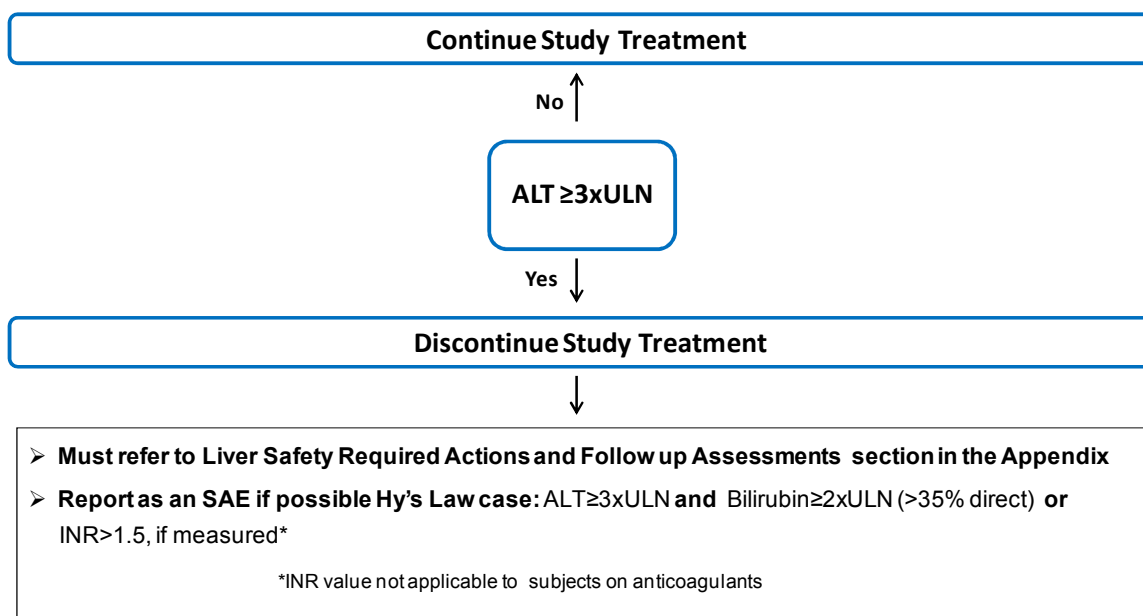 Continue Study Treatment
No
ALT ≥3xULN
Yes
Discontinue Study Treatment
➢ Must refer to Liver Safety Required Actions and Follow up Assessments section in the Appendix
➢ Report as an SAE if possible Hy's Law case: ALT≥3xULN and Bilirubin≥2xULN (>35% direct) or
INR>1.5, if measured*
*INR value not applicable to subjects on anticoagulants